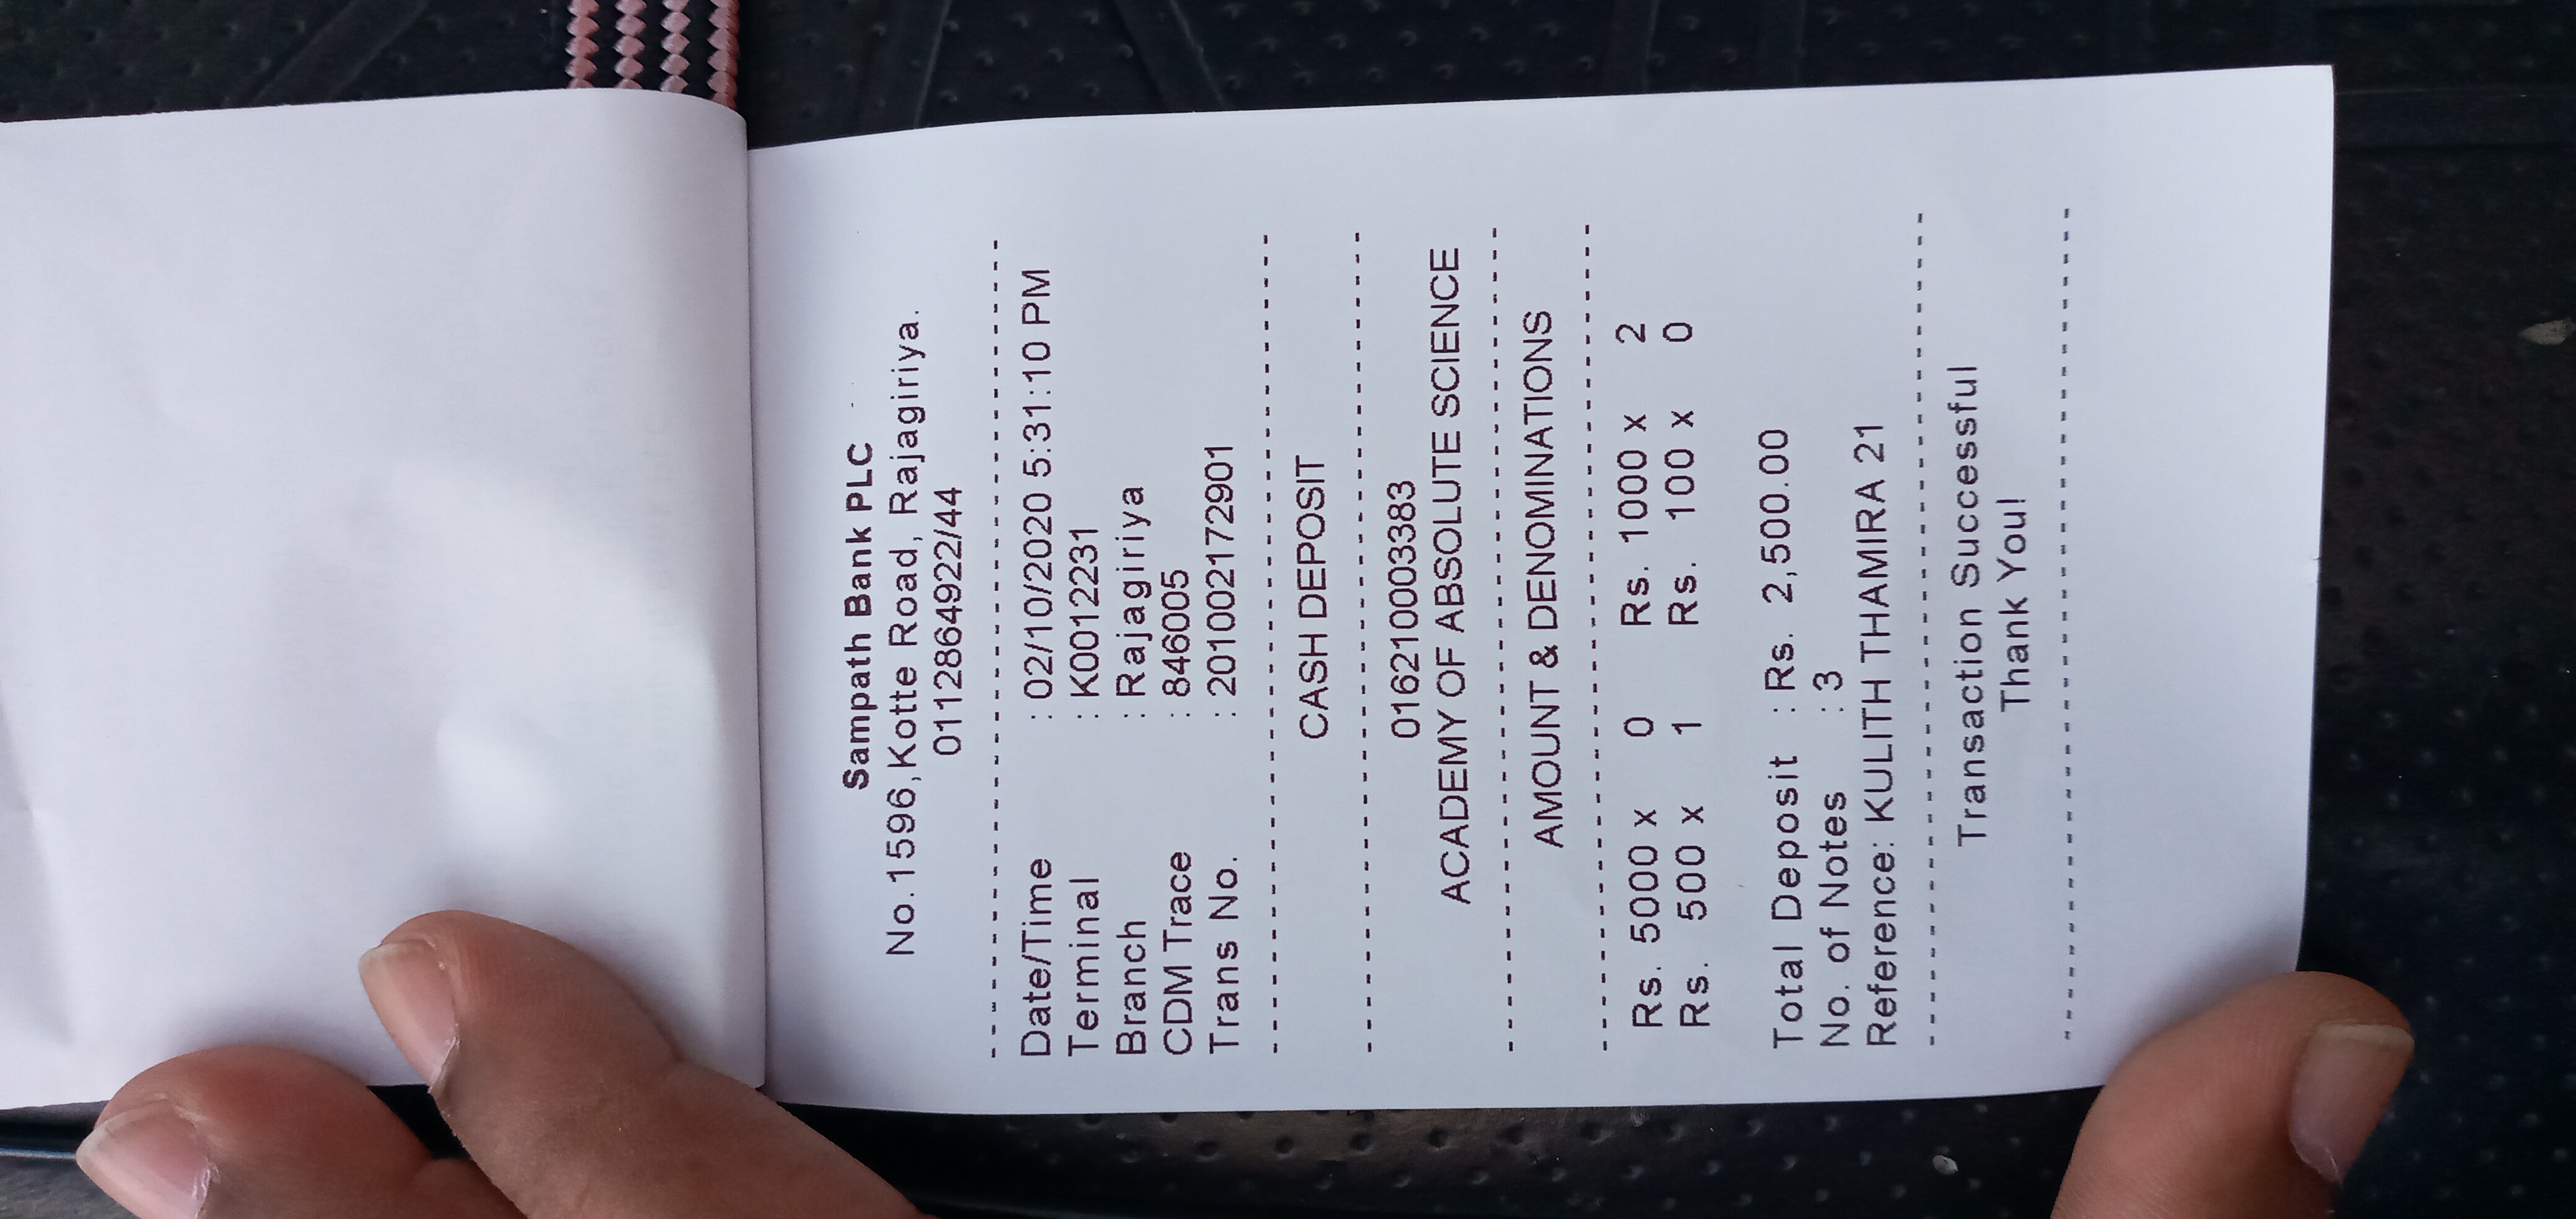 Sampath Bank PLC
No.1596,Kotte Road, Rajagiriya.
0112864922/44
Date/Time : 02/10/2020 5:31:10 PM
Terminal : K0012231
Branch : Rajagiriya
CDM Trace : 846005
Trans No. : 201002172901
CASH DEPOSIT
016210003383
ACADEMY OF ABSOLUTE SCIENCE
AMOUNT & DENOMINATIONS
Rs. 5000 x 0 Rs. 1000 x 2
Rs. 500 x 1 Rs. 100 x 0
Total Deposit : Rs. 2,500.00
No. of Notes : 3
Reference: KULITH THAMIRA 21
Transaction Successful
Thank You!